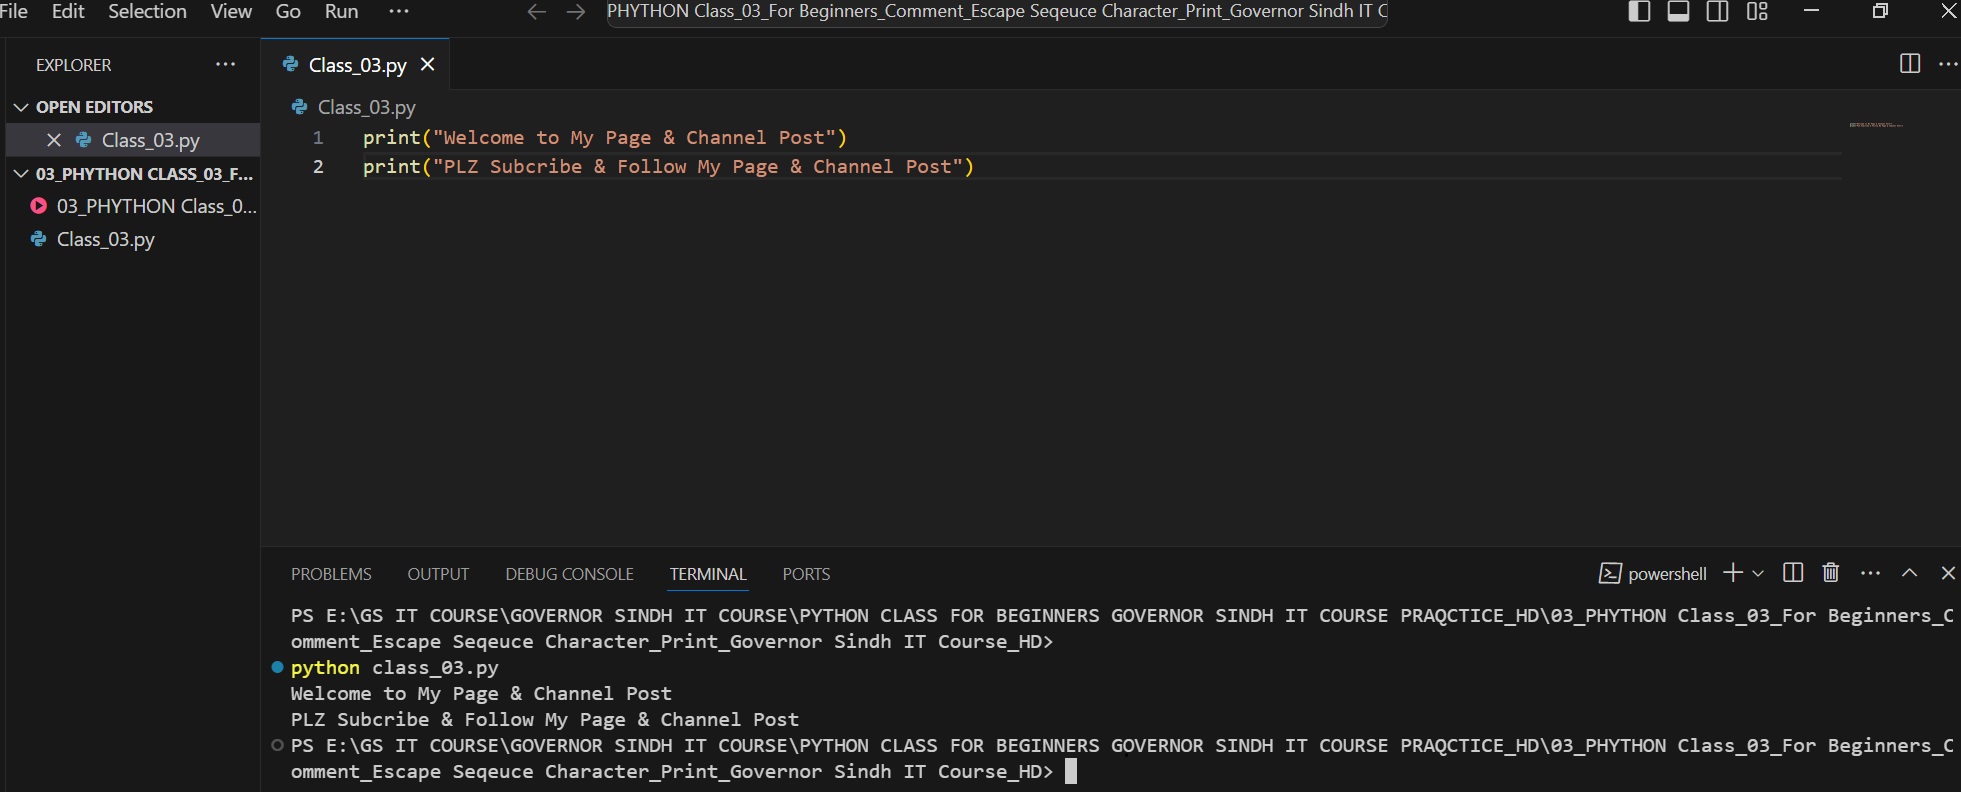 File Edit Selection View Go Run ...
PHYTHON Class_03_For Beginners_Comment_Escape Seqeuce Character_Print_Governor Sindh IT C
EXPLORER ...
OPEN EDITORS
Class_03.py
03_PHYTHON CLASS_03_F...
03_PHYTHON Class_0...
Class_03.py
Class_03.py
Class_03.py
1 print("Welcome to My Page & Channel Post")
2 print("PLZ Subcribe & Follow My Page & Channel Post")
PROBLEMS OUTPUT DEBUG CONSOLE TERMINAL PORTS
powershell
PS E:\GS IT COURSE\GOVERNOR SINDH IT COURSE\PYTHON CLASS FOR BEGINNERS GOVERNOR SINDH IT COURSE PRAQCTICE_HD\03_PHYTHON Class_03_For Beginners_C
omment_Escape Seqeuce Character_Print_Governor Sindh IT Course_HD>
python class_03.py
Welcome to My Page & Channel Post
PLZ Subcribe & Follow My Page & Channel Post
PS E:\GS IT COURSE\GOVERNOR SINDH IT COURSE\PYTHON CLASS FOR BEGINNERS GOVERNOR SINDH IT COURSE PRAQCTICE_HD\03_PHYTHON Class_03_For Beginners_C
omment_Escape Seqeuce Character_Print_Governor Sindh IT Course_HD>